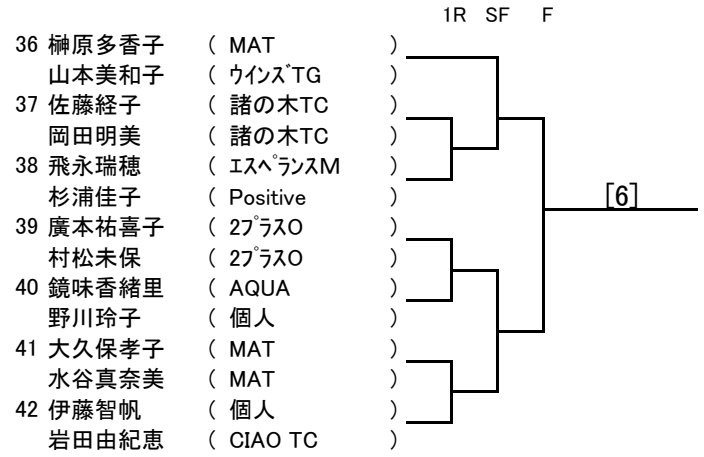 1R SF F
36 榊原多香子 ( MAT )
山本美和子 ( ウインズTG )
37 佐藤経子 ( 諸の木TC )
岡田明美 ( 諸の木TC )
38 飛永瑞穂 ( エスペランスM )
杉浦佳子 ( Positive )
[6]
39 廣本祐喜子 ( 2プラスO )
村松未保 ( 2プラスO )
40 鏡味香緒里 ( AQUA )
野川玲子 ( 個人 )
41 大久保孝子 ( MAT )
水谷真奈美 ( MAT )
42 伊藤智帆 ( 個人 )
岩田由紀恵 ( CIAO TC )